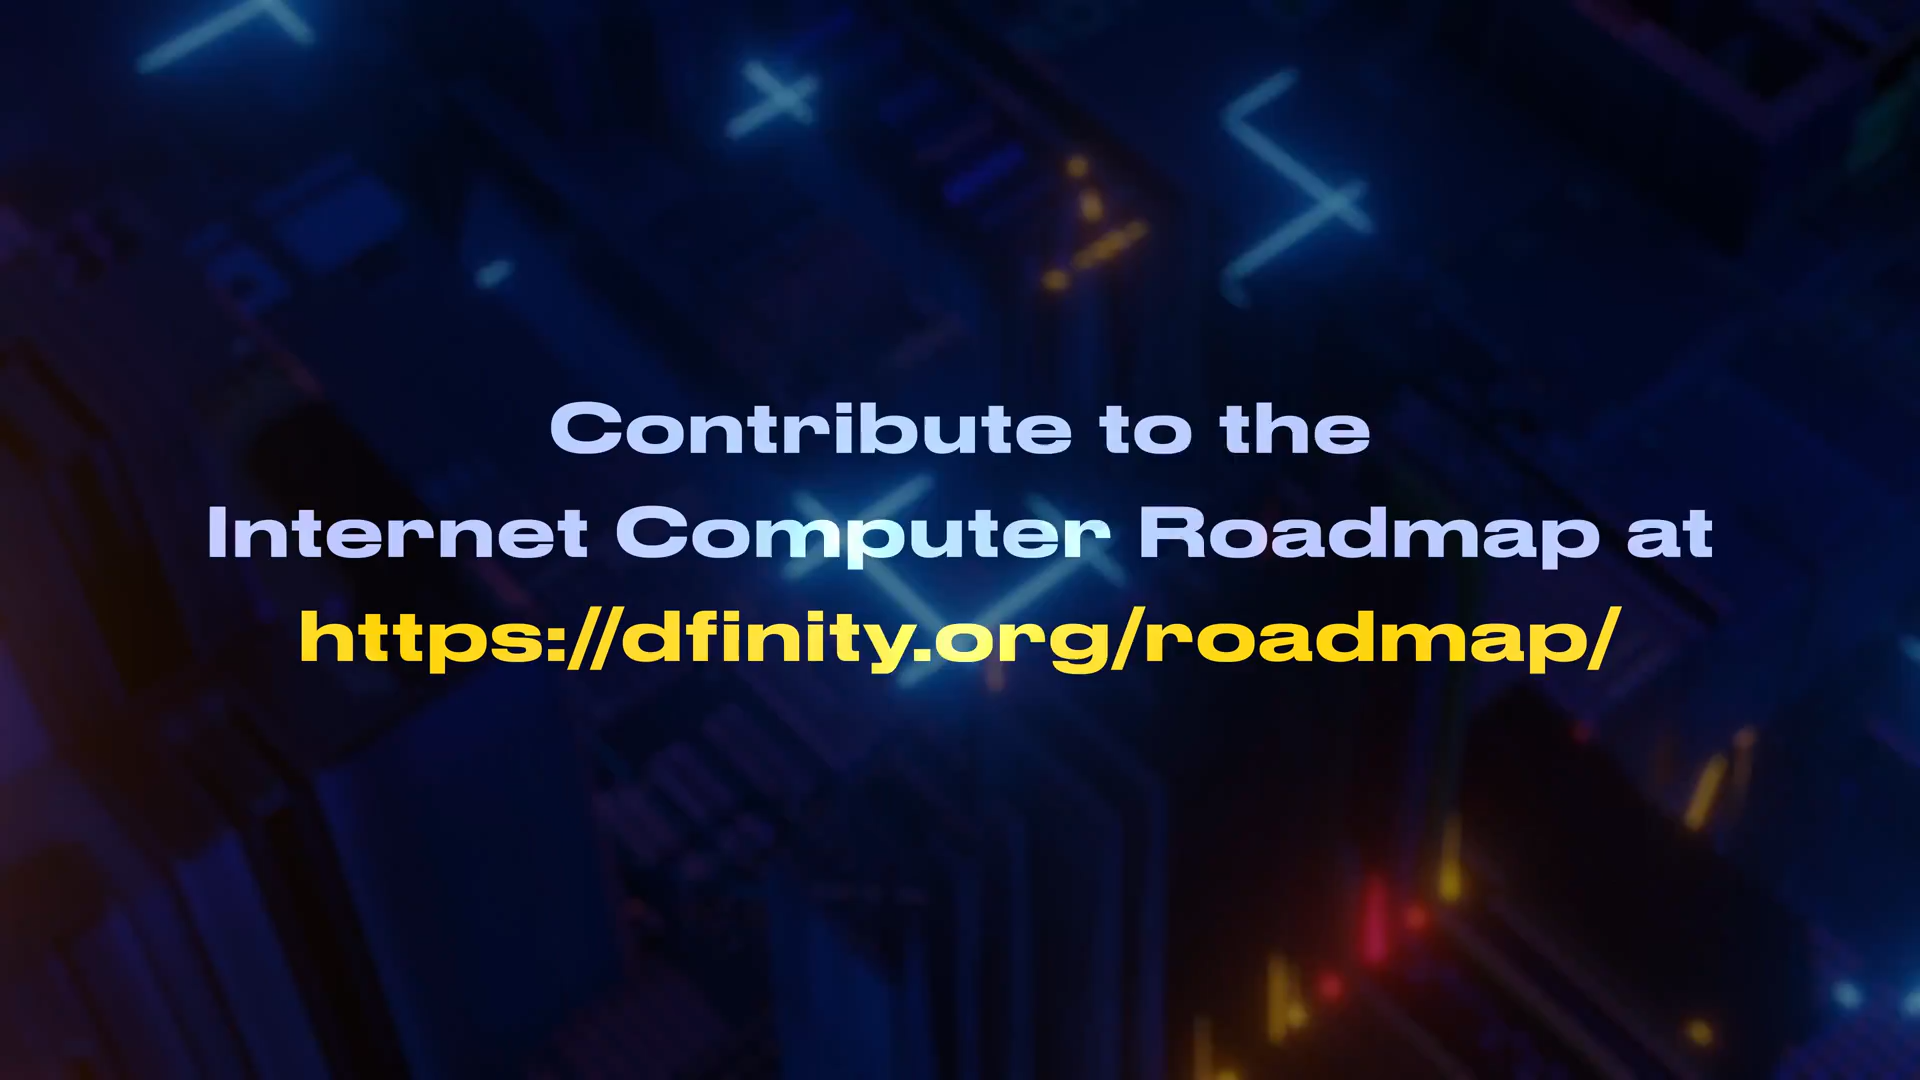 Contribute to the
Internet Computer Roadmap at
https://dfinity.org/roadmap/